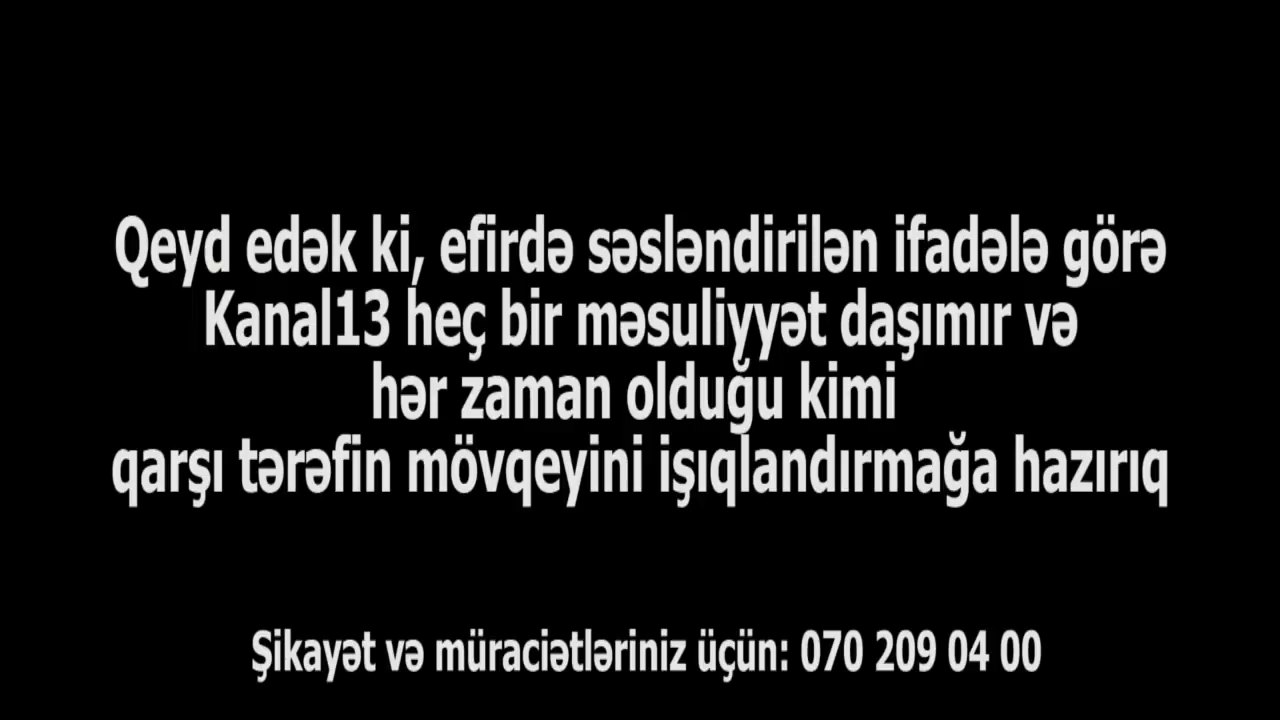 Qeyd edək ki, efirdə səsləndirilən ifadələ görə
Kanal13 heç bir məsuliyyət daşımır və
hər zaman olduğu kimi
qarşı tərəfin mövqeyini işıqlandırmağa hazırıq
Şikayət və müraciətləriniz üçün: 070 209 04 00